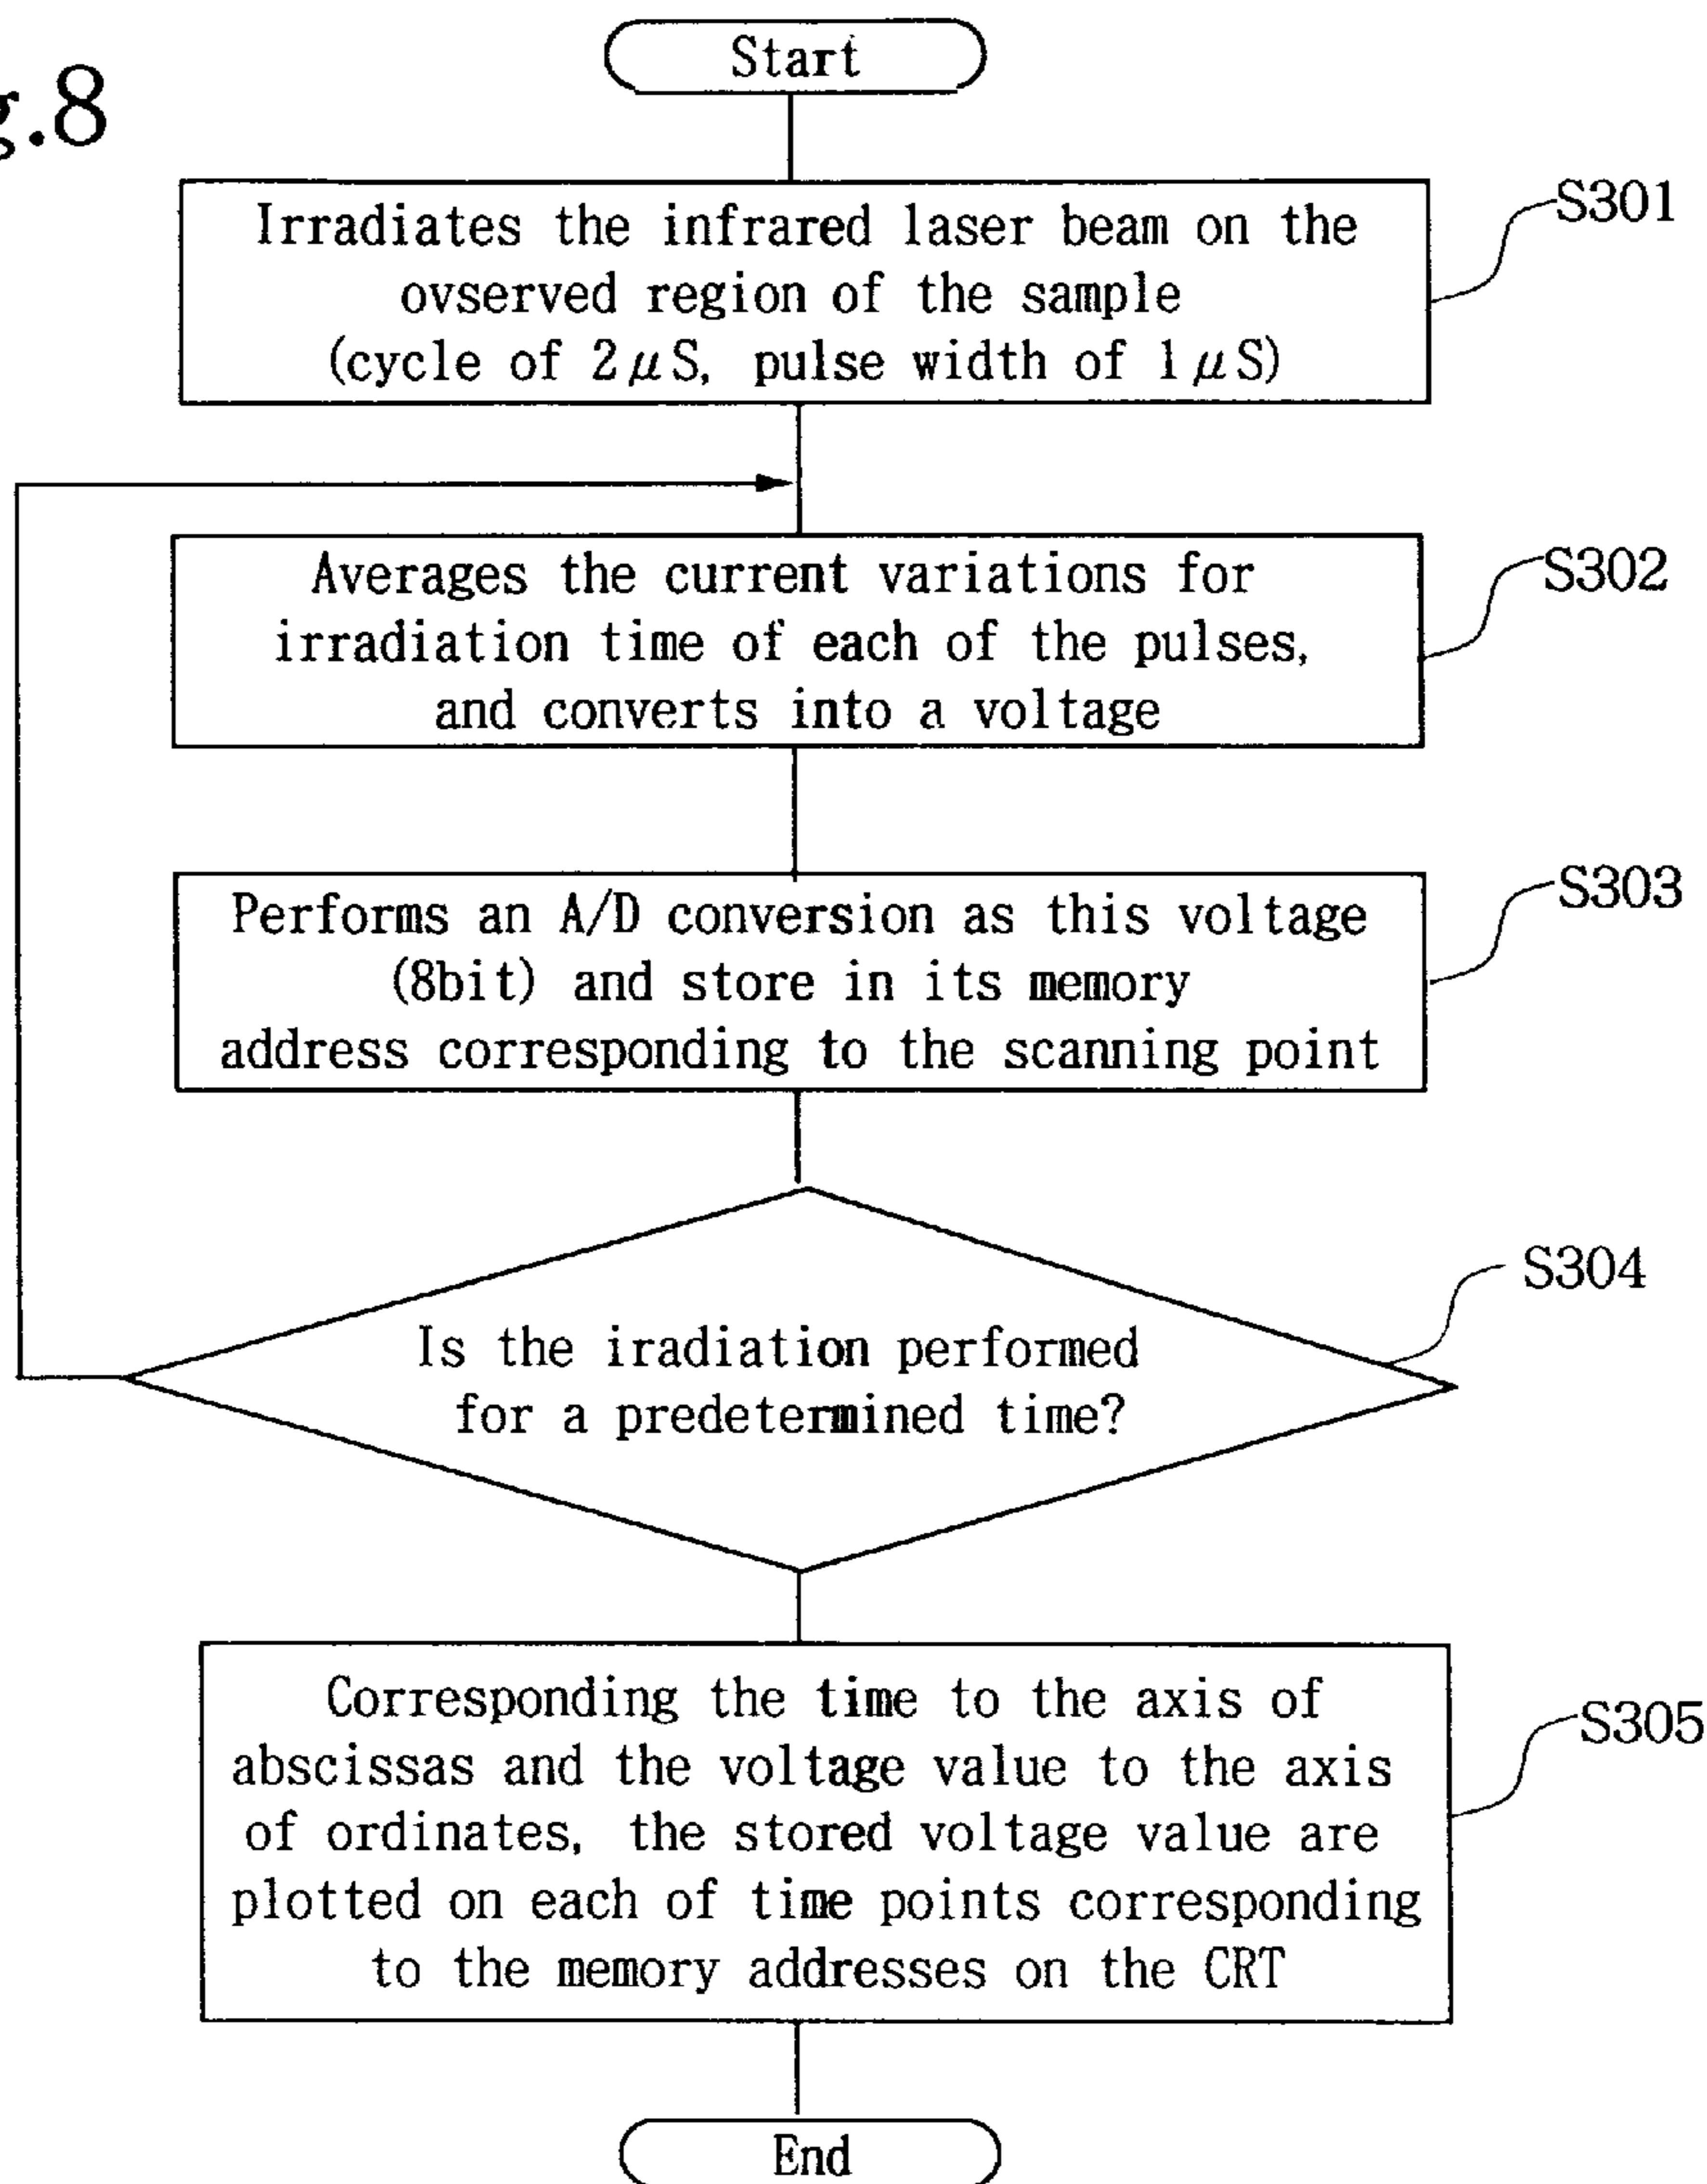 g.8
Start
Irradiates the infrared laser beam on the
ovserved region of the sample
(cycle of 2μS, pulse width of 1μS)
S301
Averages the current variations for
irradiation time of each of the pulses,
and converts into a voltage
S302
Performs an A/D conversion as this voltage
(8bit) and store in its memory
address corresponding to the scanning point
S303
Is the iradiation performed
for a predetermined time?
S304
Corresponding the time to the axis of
abscissas and the voltage value to the axis
of ordinates, the stored voltage value are
plotted on each of time points corresponding
to the memory addresses on the CRT
S305
End